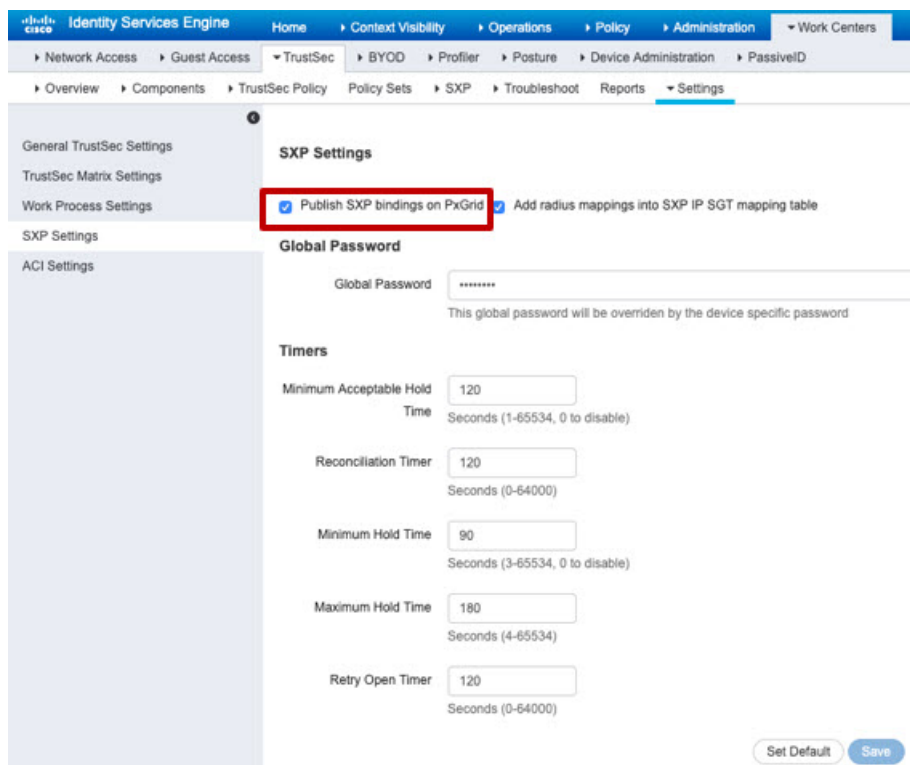 cisco Identity Services Engine Home Context Visibility Operations Policy Administration Work Centers
Network Access Guest Access TrustSec BYOD Profiler Posture Device Administration PassiveID
Overview Components TrustSec Policy Policy Sets SXP Troubleshoot Reports Settings
General TrustSec Settings
TrustSec Matrix Settings
Work Process Settings
SXP Settings
ACI Settings
SXP Settings
Publish SXP bindings on PxGrid Add radius mappings into SXP IP SGT mapping table
Global Password
Global Password ••••••••
This global password will be overriden by the device specific password
Timers
Minimum Acceptable Hold Time 120
Seconds (1-65534, 0 to disable)
Reconciliation Timer 120
Seconds (0-64000)
Minimum Hold Time 90
Seconds (3-65534, 0 to disable)
Maximum Hold Time 180
Seconds (4-65534)
Retry Open Timer 120
Seconds (0-64000)
Set Default Save